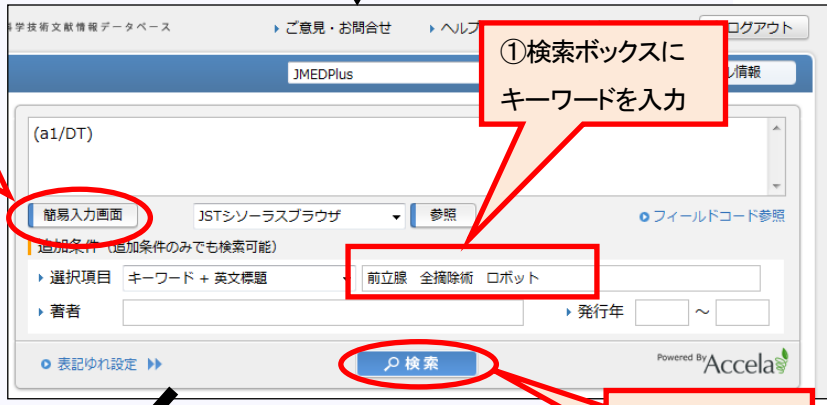 学技術文献情報データベース ご意見・お問合せ ヘルプ ログアウト
JMEDPlus
①検索ボックスに
キーワードを入力
(a1/DT)
簡易入力画面 JSTシソーラスブラウザ 参照 フィールドコード参照
追加条件（追加条件のみでも検索可能）
選択項目 キーワード + 英文標題 前立腺 全摘除術 ロボット
著者 発行年 ～
表記ゆれ設定 検索 Powered By Accela